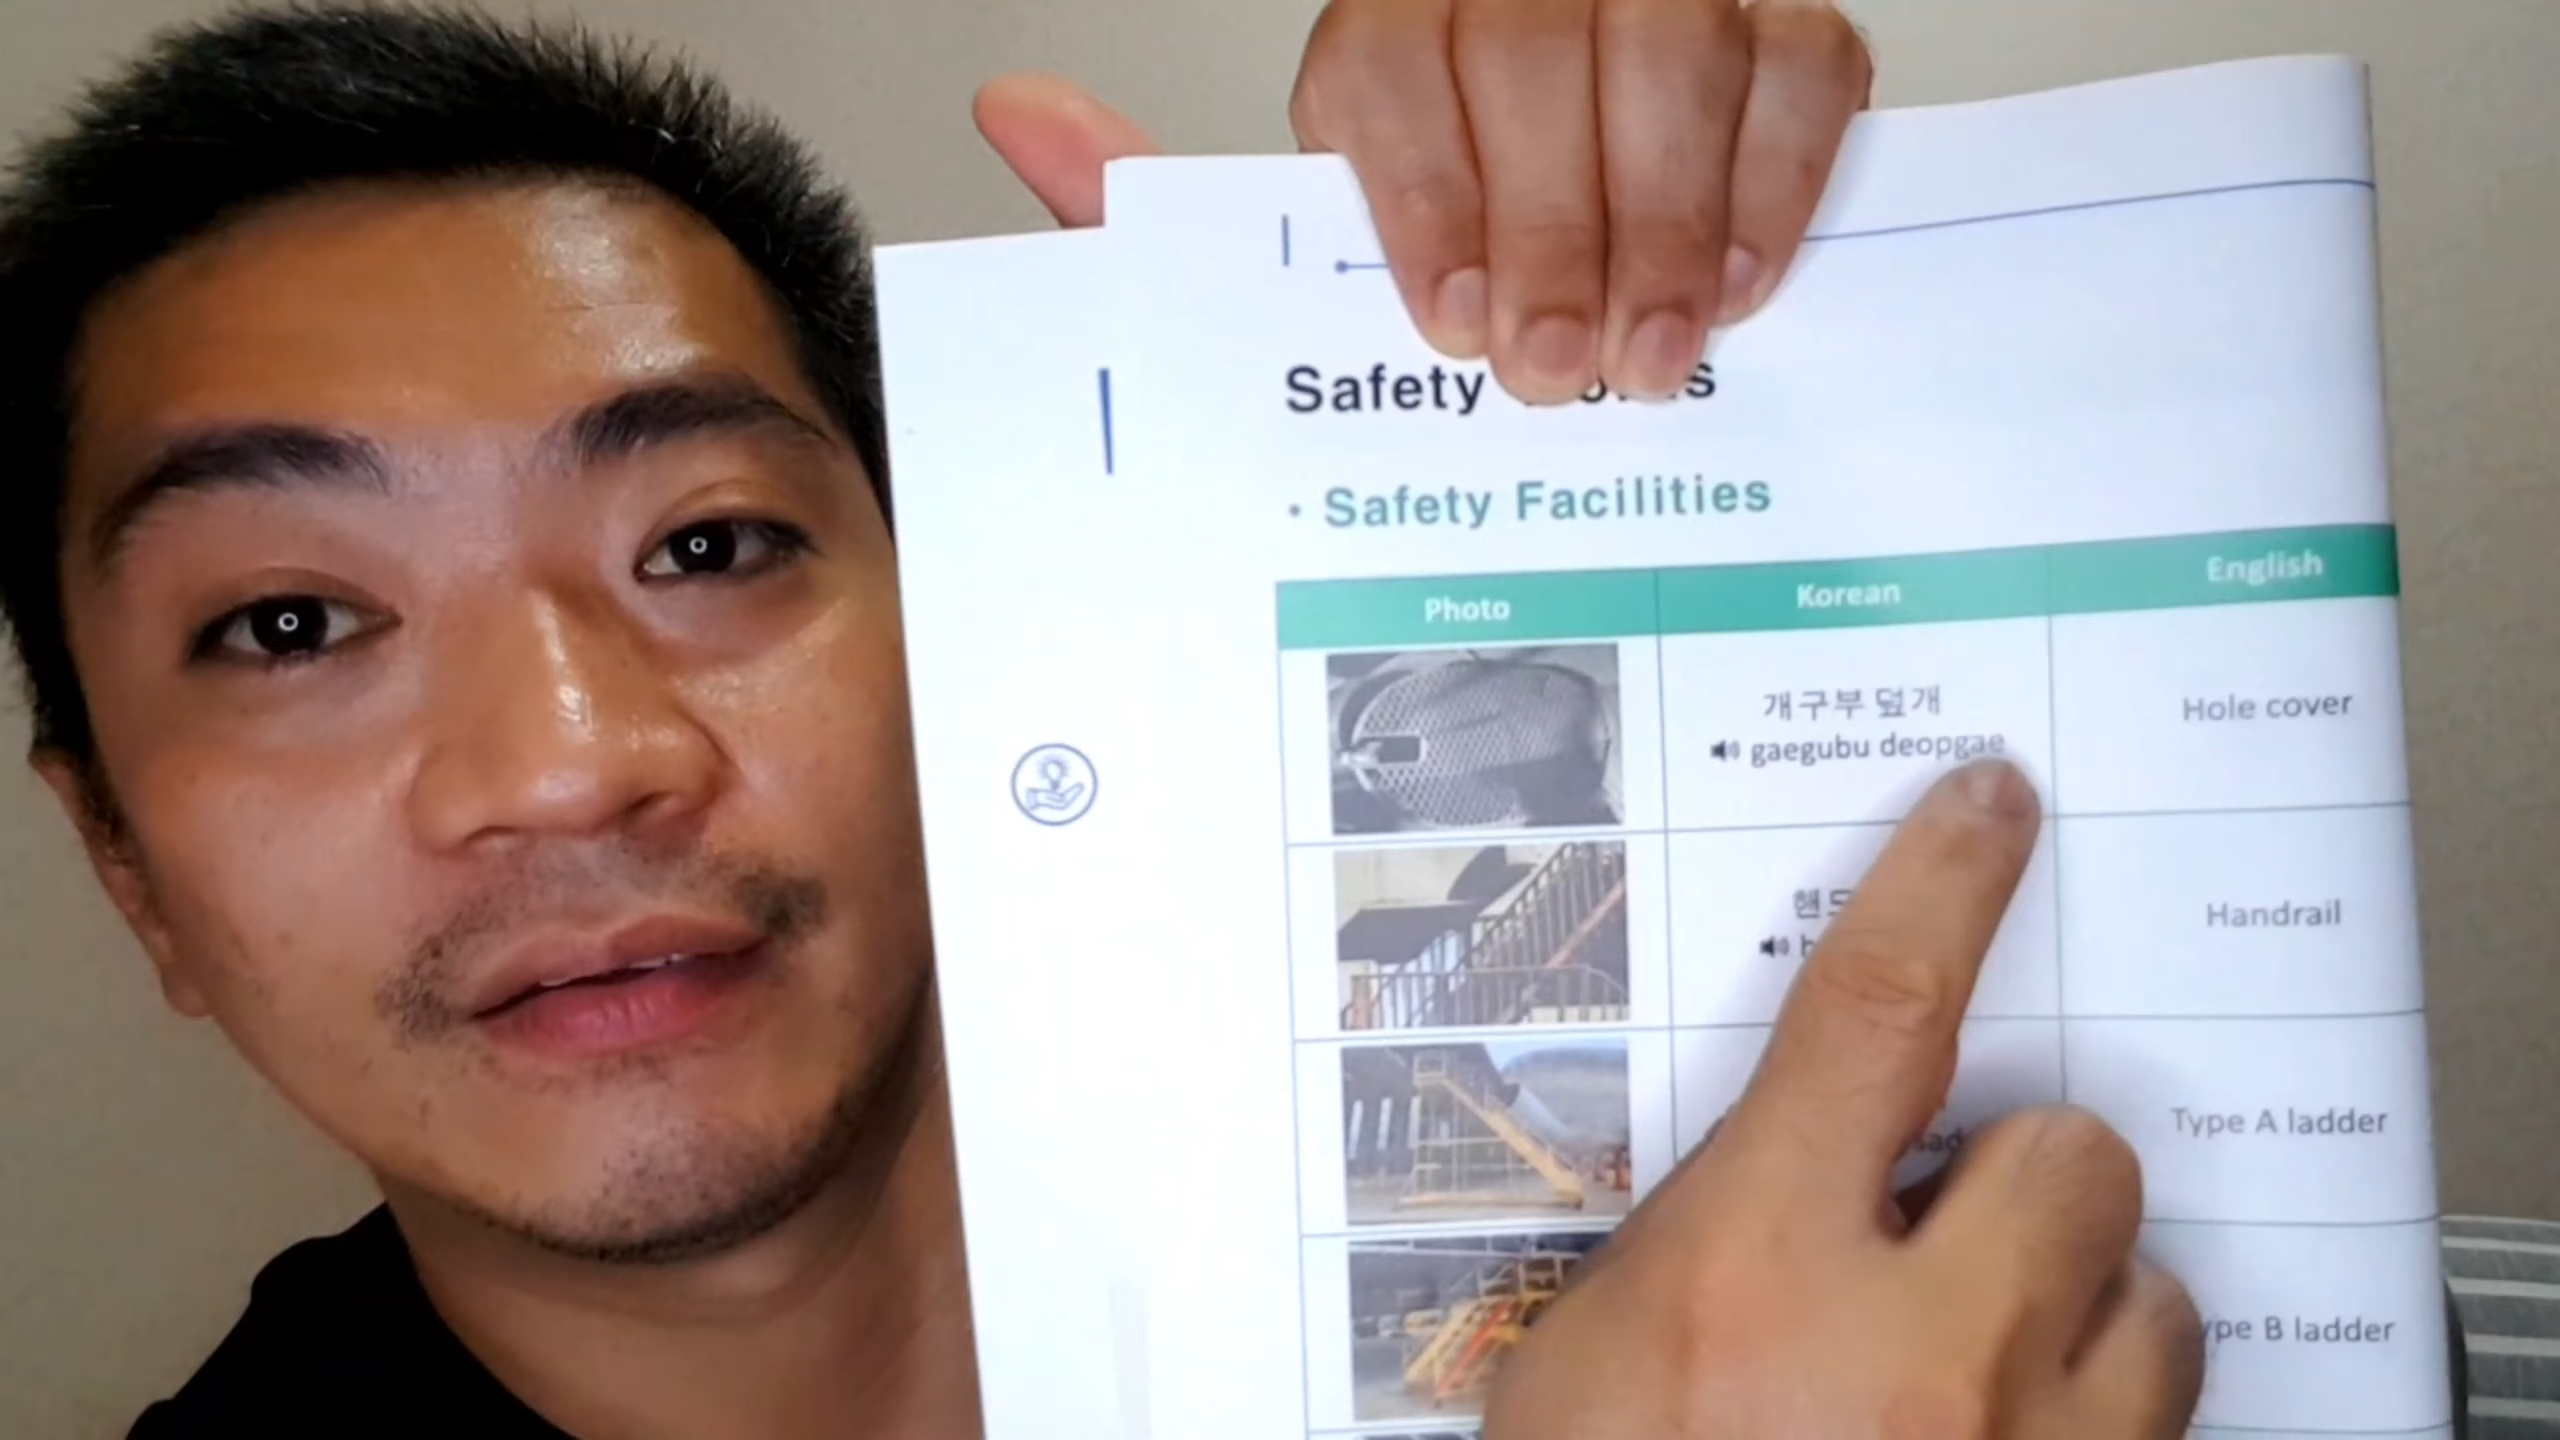 Safety
Safety Facilities
Photo Korean English
개구부 덮개
gaegubu deopgae
Hole cover
Handrail
Type A ladder
B ladder